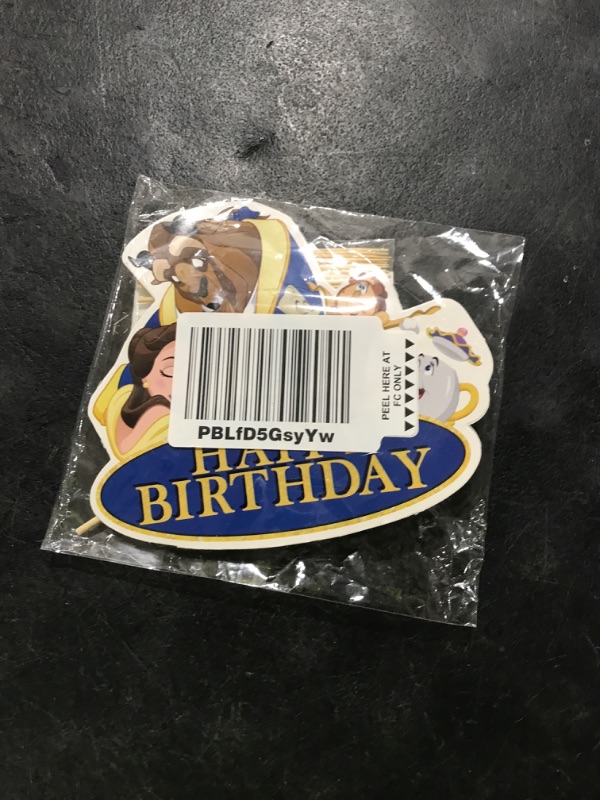 PBLfD5GsyYw
PEEL HERE AT
FC ONLY
BIRTHDAY